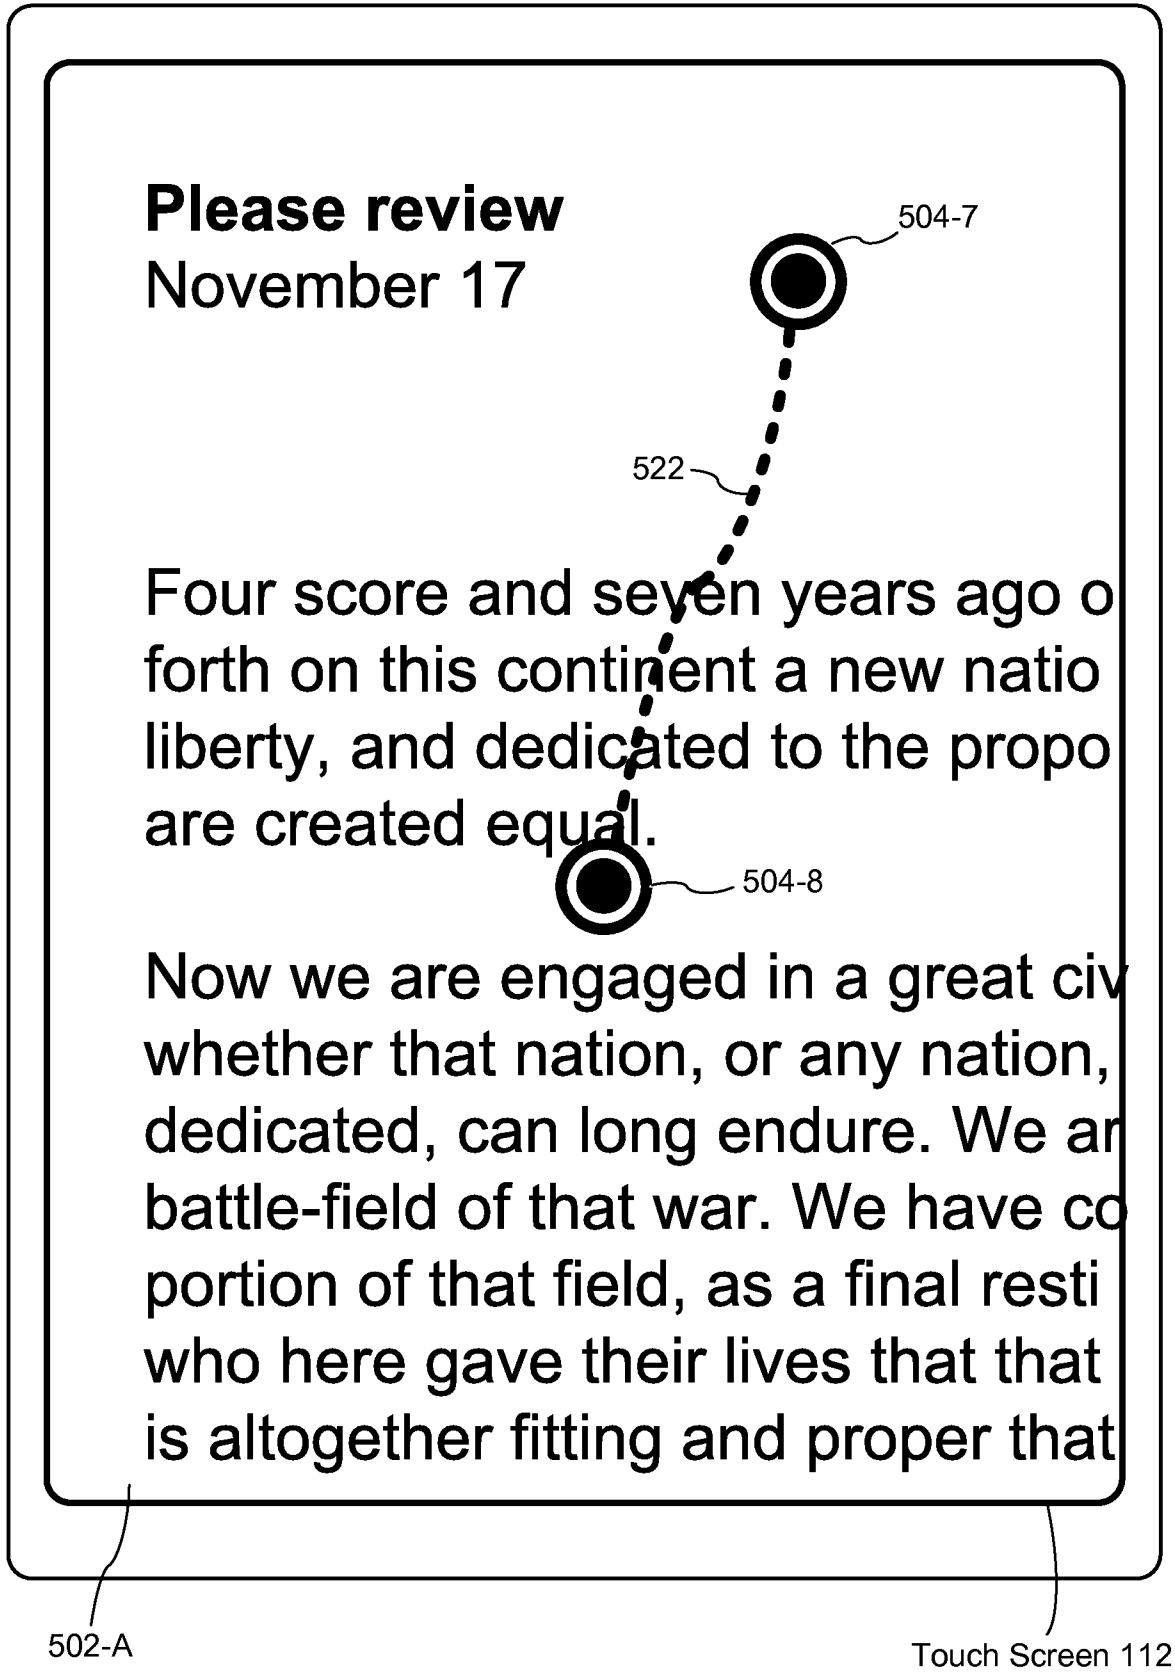 Please review
504-7
November 17
522
Four score and seven years ago o
forth on this continent a new natio
liberty, and dedicated to the propo
are created equal.
504-8
Now we are engaged in a great civ
whether that nation, or any nation,
dedicated, can long endure. We ar
battle-field of that war. We have co
portion of that field, as a final resti
who here gave their lives that that
is altogether fitting and proper that
502-A
Touch Screen 112